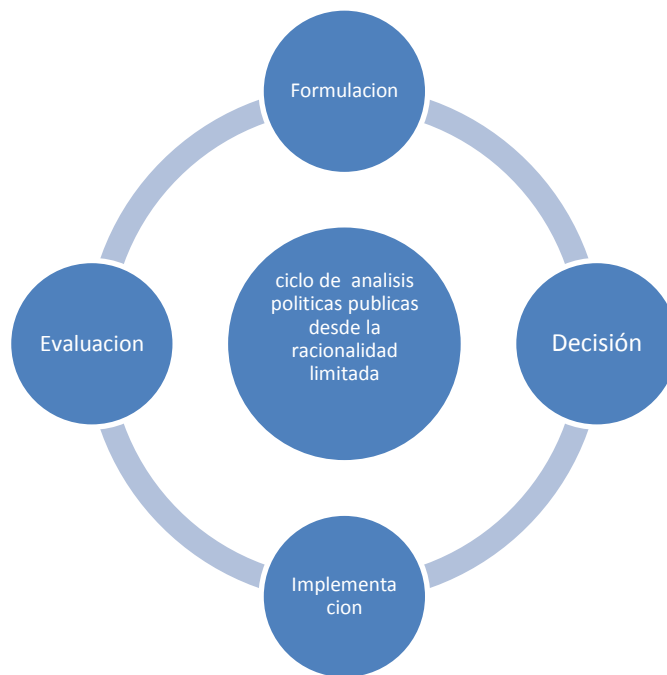 Formulacion
ciclo de analisis
politicas publicas
desde la
racionalidad
limitada
Evaluacion
Decisión
Implementa
cion